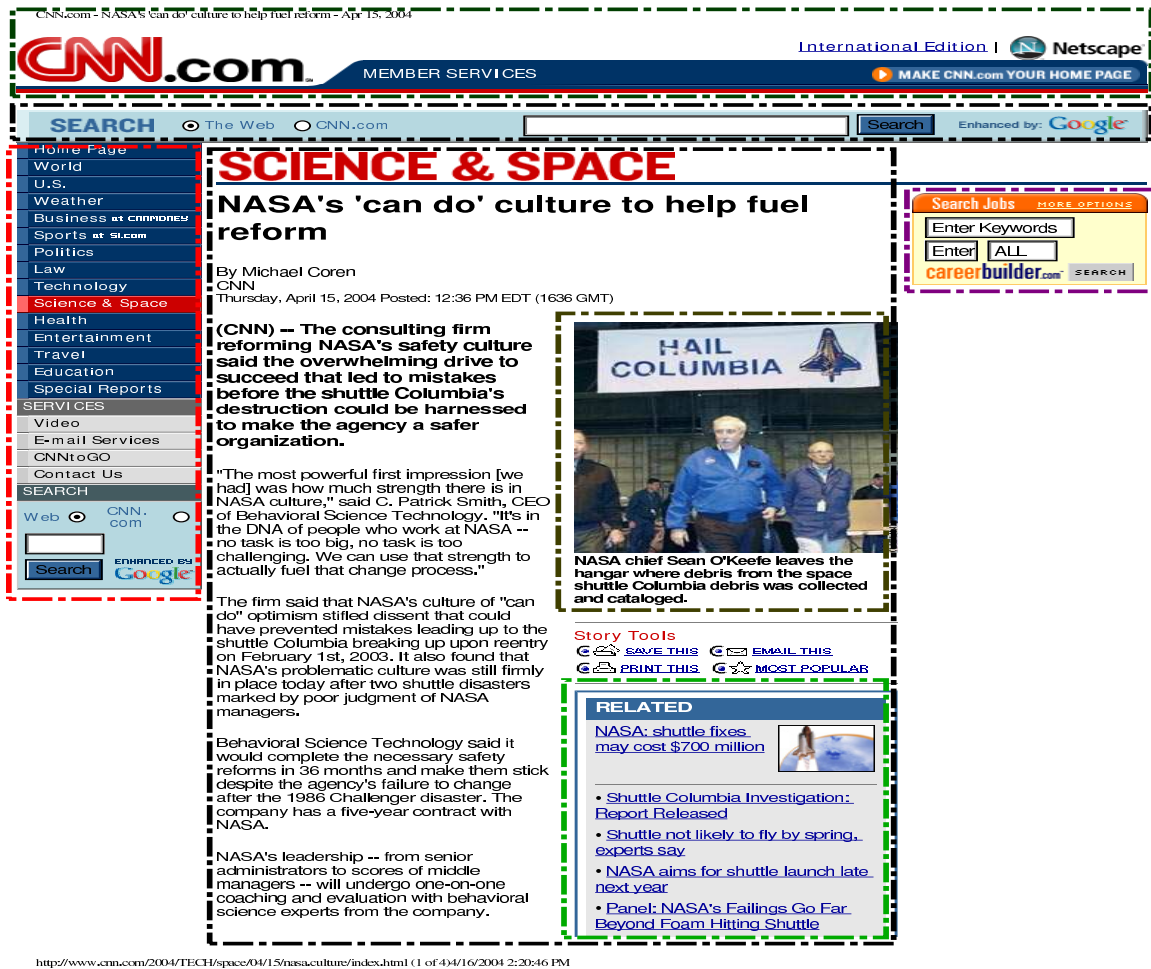 CNN.com - NASA's 'can do' culture to help fuel reform - Apr 15, 2004
International Edition |
Netscape
CNN.com
MEMBER SERVICES
MAKE CNN.com YOUR HOME PAGE
SEARCH
The Web
CNN.com
Search
Enhanced by: Google
Home Page
World
U.S.
Weather
Business at CNNMONEY
Sports at SI.com
Politics
Law
Technology
Science & Space
Health
Entertainment
Travel
Education
Special Reports
SERVICES
Video
E-mail Services
CNNtoGO
Contact Us
SEARCH
Web
CNN.
com
Search
ENHANCED BY
Google
SCIENCE & SPACE
NASA's 'can do' culture to help fuel
reform
By Michael Coren
CNN
Thursday, April 15, 2004 Posted: 12:36 PM EDT (1636 GMT)
(CNN) -- The consulting firm
reforming NASA's safety culture
said the overwhelming drive to
succeed that led to mistakes
before the shuttle Columbia's
destruction could be harnessed
to make the agency a safer
organization.
"The most powerful first impression [we
had] was how much strength there is in
NASA culture," said C. Patrick Smith, CEO
of Behavioral Science Technology. "It's in
the DNA of people who work at NASA --
no task is too big, no task is too
challenging. We can use that strength to
actually fuel that change process."
The firm said that NASA's culture of "can
do" optimism stifled dissent that could
have prevented mistakes leading up to the
shuttle Columbia breaking up upon reentry
on February 1st, 2003. It also found that
NASA's problematic culture was still firmly
in place today after two shuttle disasters
marked by poor judgment of NASA
managers.
Behavioral Science Technology said it
would complete the necessary safety
reforms in 36 months and make them stick
despite the agency's failure to change
after the 1986 Challenger disaster. The
company has a five-year contract with
NASA.
NASA's leadership -- from senior
administrators to scores of middle
managers -- will undergo one-on-one
coaching and evaluation with behavioral
science experts from the company.
HAIL
COLUMBIA
NASA chief Sean O'Keefe leaves the
hangar where debris from the space
shuttle Columbia debris was collected
and cataloged.
Story Tools
SAVE THIS
EMAIL THIS
PRINT THIS
MOST POPULAR
RELATED
NASA: shuttle fixes
may cost $700 million
• Shuttle Columbia Investigation:
Report Released
• Shuttle not likely to fly by spring,
experts say
• NASA aims for shuttle launch late
next year
• Panel: NASA's Failings Go Far
Beyond Foam Hitting Shuttle
Search Jobs
MORE OPTIONS
Enter Keywords
Enter
ALL
careerbuilder.com
SEARCH
http://www.cnn.com/2004/TECH/space/04/15/nasa.culture/index.html (1 of 4)4/16/2004 2:20:46 PM